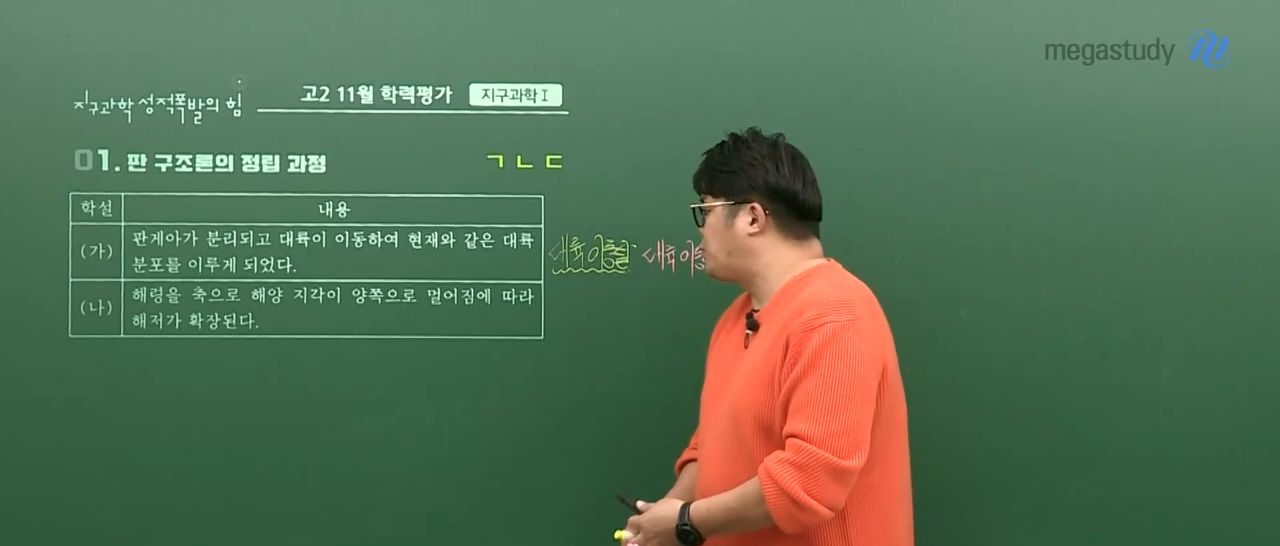 megastudy
지구과학 성적폭발의 힘
고2 11월 학력평가 지구과학 I
01. 판 구조론의 정립 과정 ㄱ ㄴ ㄷ
학설 내용
(가) 판게아가 분리되고 대륙이 이동하여 현재와 같은 대륙
분포를 이루게 되었다.
대륙이동설 대륙이동
(나) 해령을 축으로 해양 지각이 양쪽으로 멀어짐에 따라
해저가 확장된다.